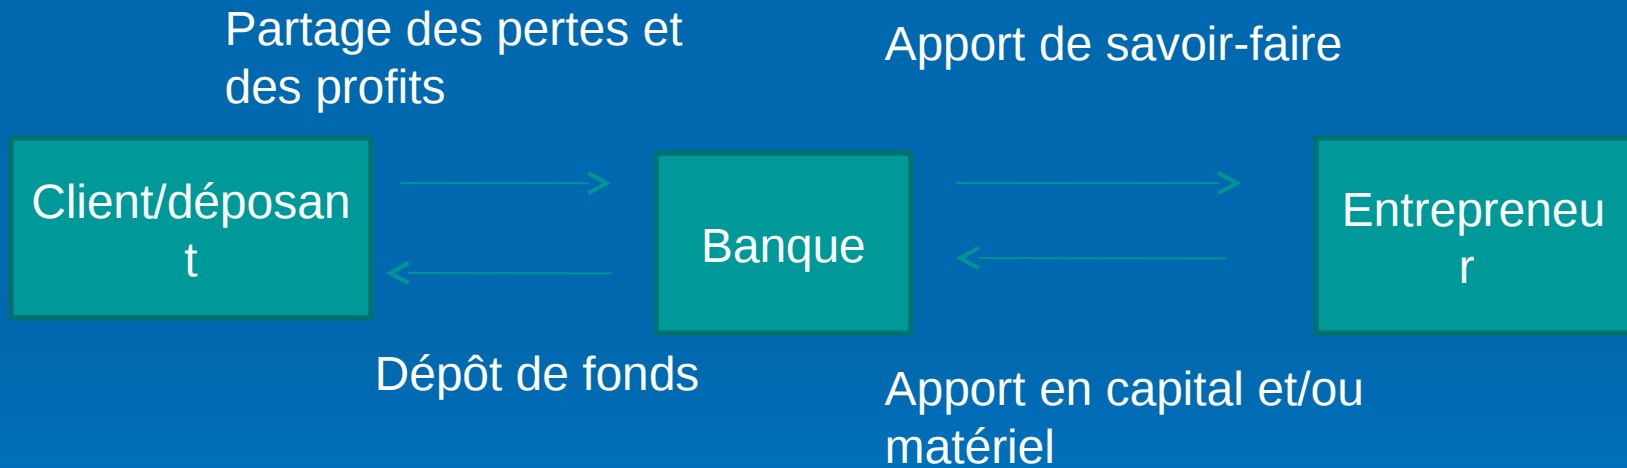 Partage des pertes et
des profits
Apport de savoir-faire
Client/déposan
t
Banque
Entrepreneu
r
Dépôt de fonds
Apport en capital et/ou
matériel